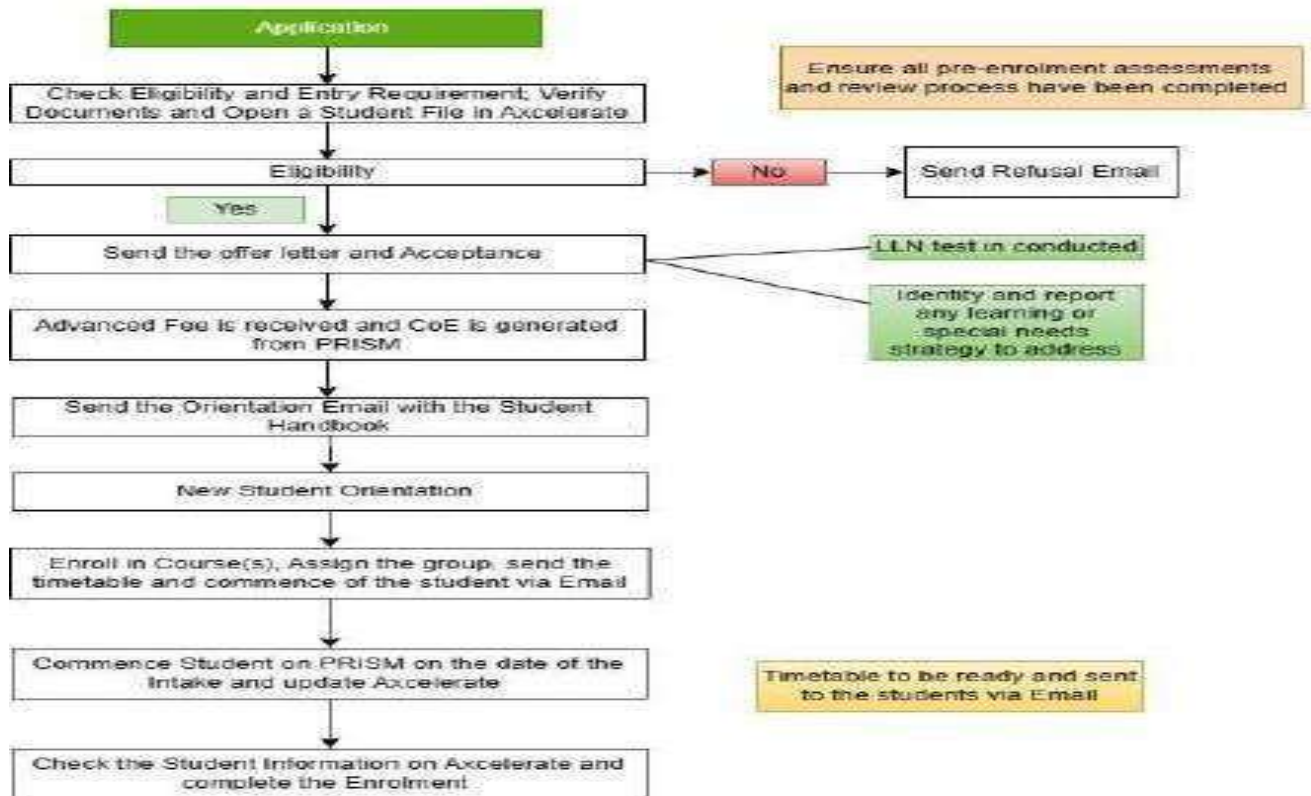 Application
Ensure all pre-enrolment assessments
and review process have been completed
Check Eligibility and Entry Requirement, Verify
Documents and Open a Student File in Axcelerate
Eligibility
No
Send Refusal Email
Yes
Send the offer letter and Acceptance
LLN test in conducted
Identity and report
any learning or
special needs
strategy to address
Advanced Fee is received and CoE is generated
from PRISM
Send the Orientation Email with the Student
Handbook
New Student Orientation
Enroll in Course(s), Assign the group, send the
timetable and commence of the student via Email
Commence Student on PRISM on the date of the
Intake and update Axcelerate
Timetable to be ready and sent
to the students via Email
Check the Student Information on Axcelerate and
complete the Enrolment